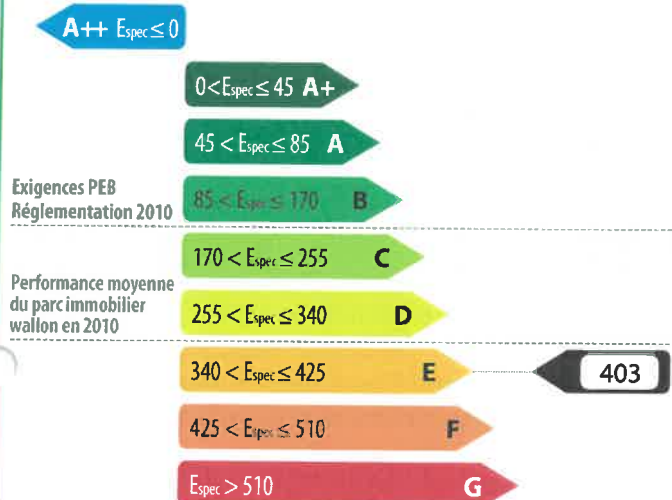 A++ Espec ≤ 0
0 < Espec ≤ 45 A+
45 < Espec ≤ 85 A
Exigences PEB
Réglementation 2010
85 < Espec ≤ 170 B
170 < Espec ≤ 255 C
Performance moyenne
du parc immobilier
wallon en 2010
255 < Espec ≤ 340 D
340 < Espec ≤ 425 E
403
425 < Espec ≤ 510 F
Espec > 510 G